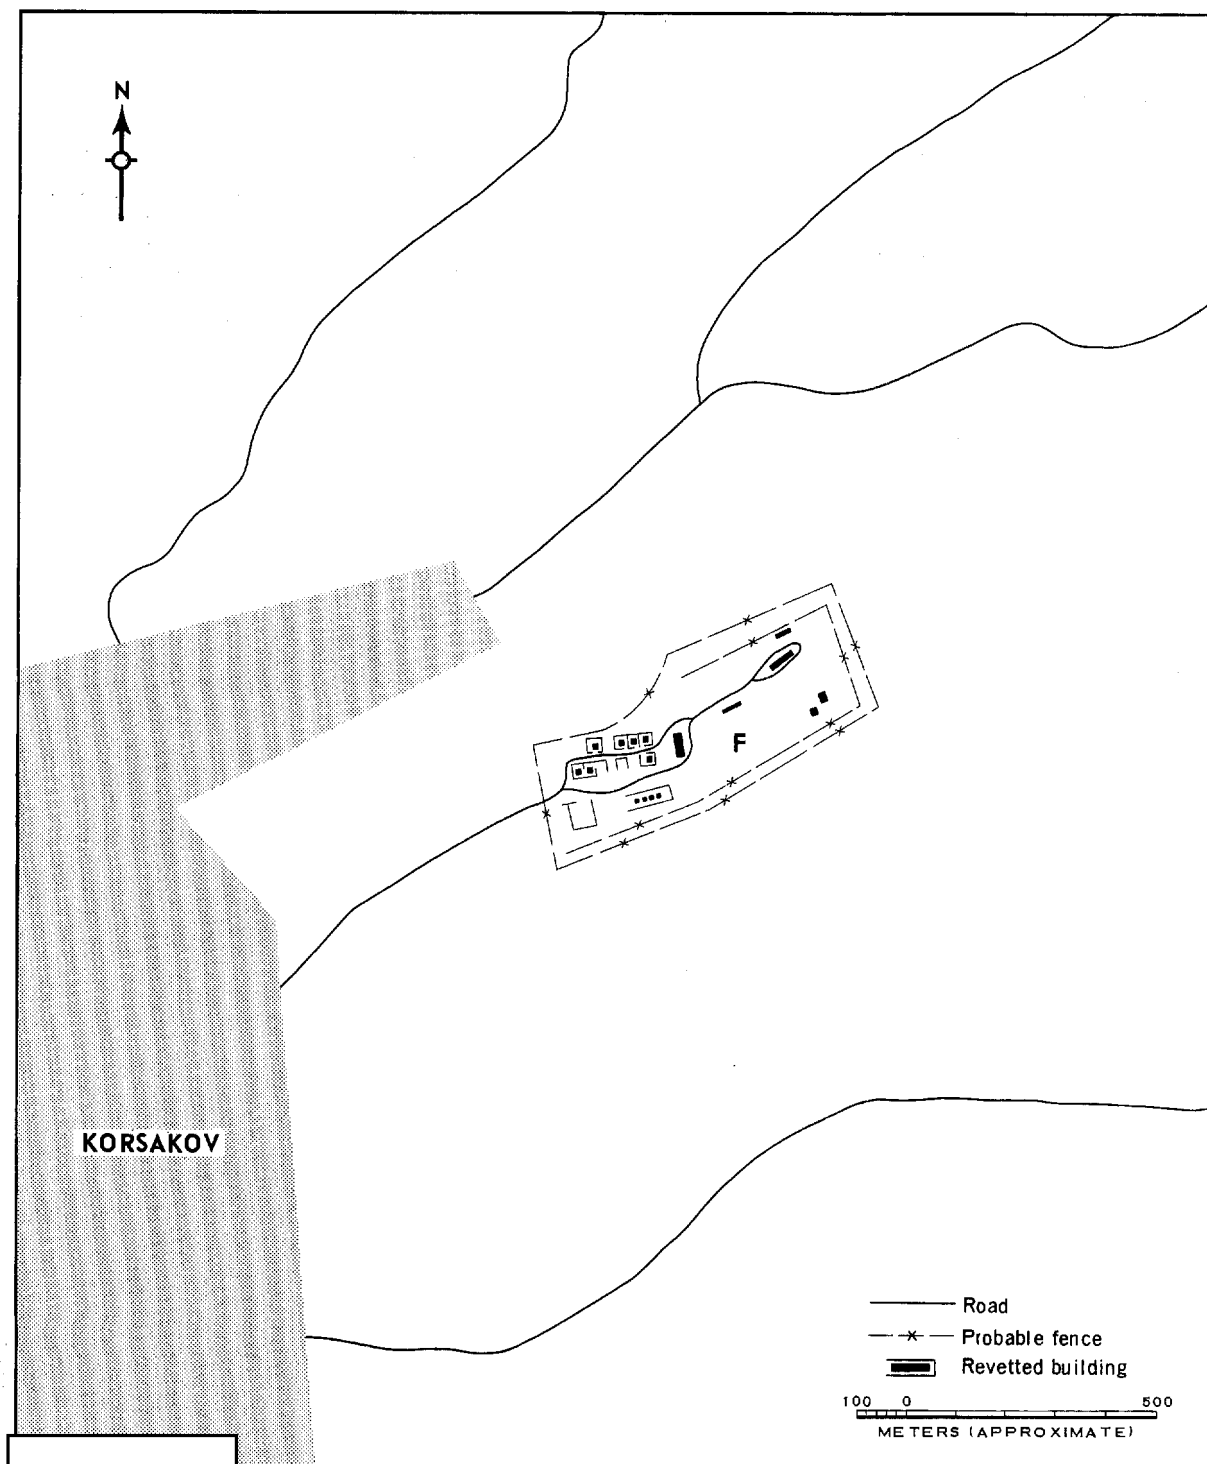 N
F
KORSAKOV
Road
Probable fence
Revetted building
100 0 500
METERS (APPROXIMATE)